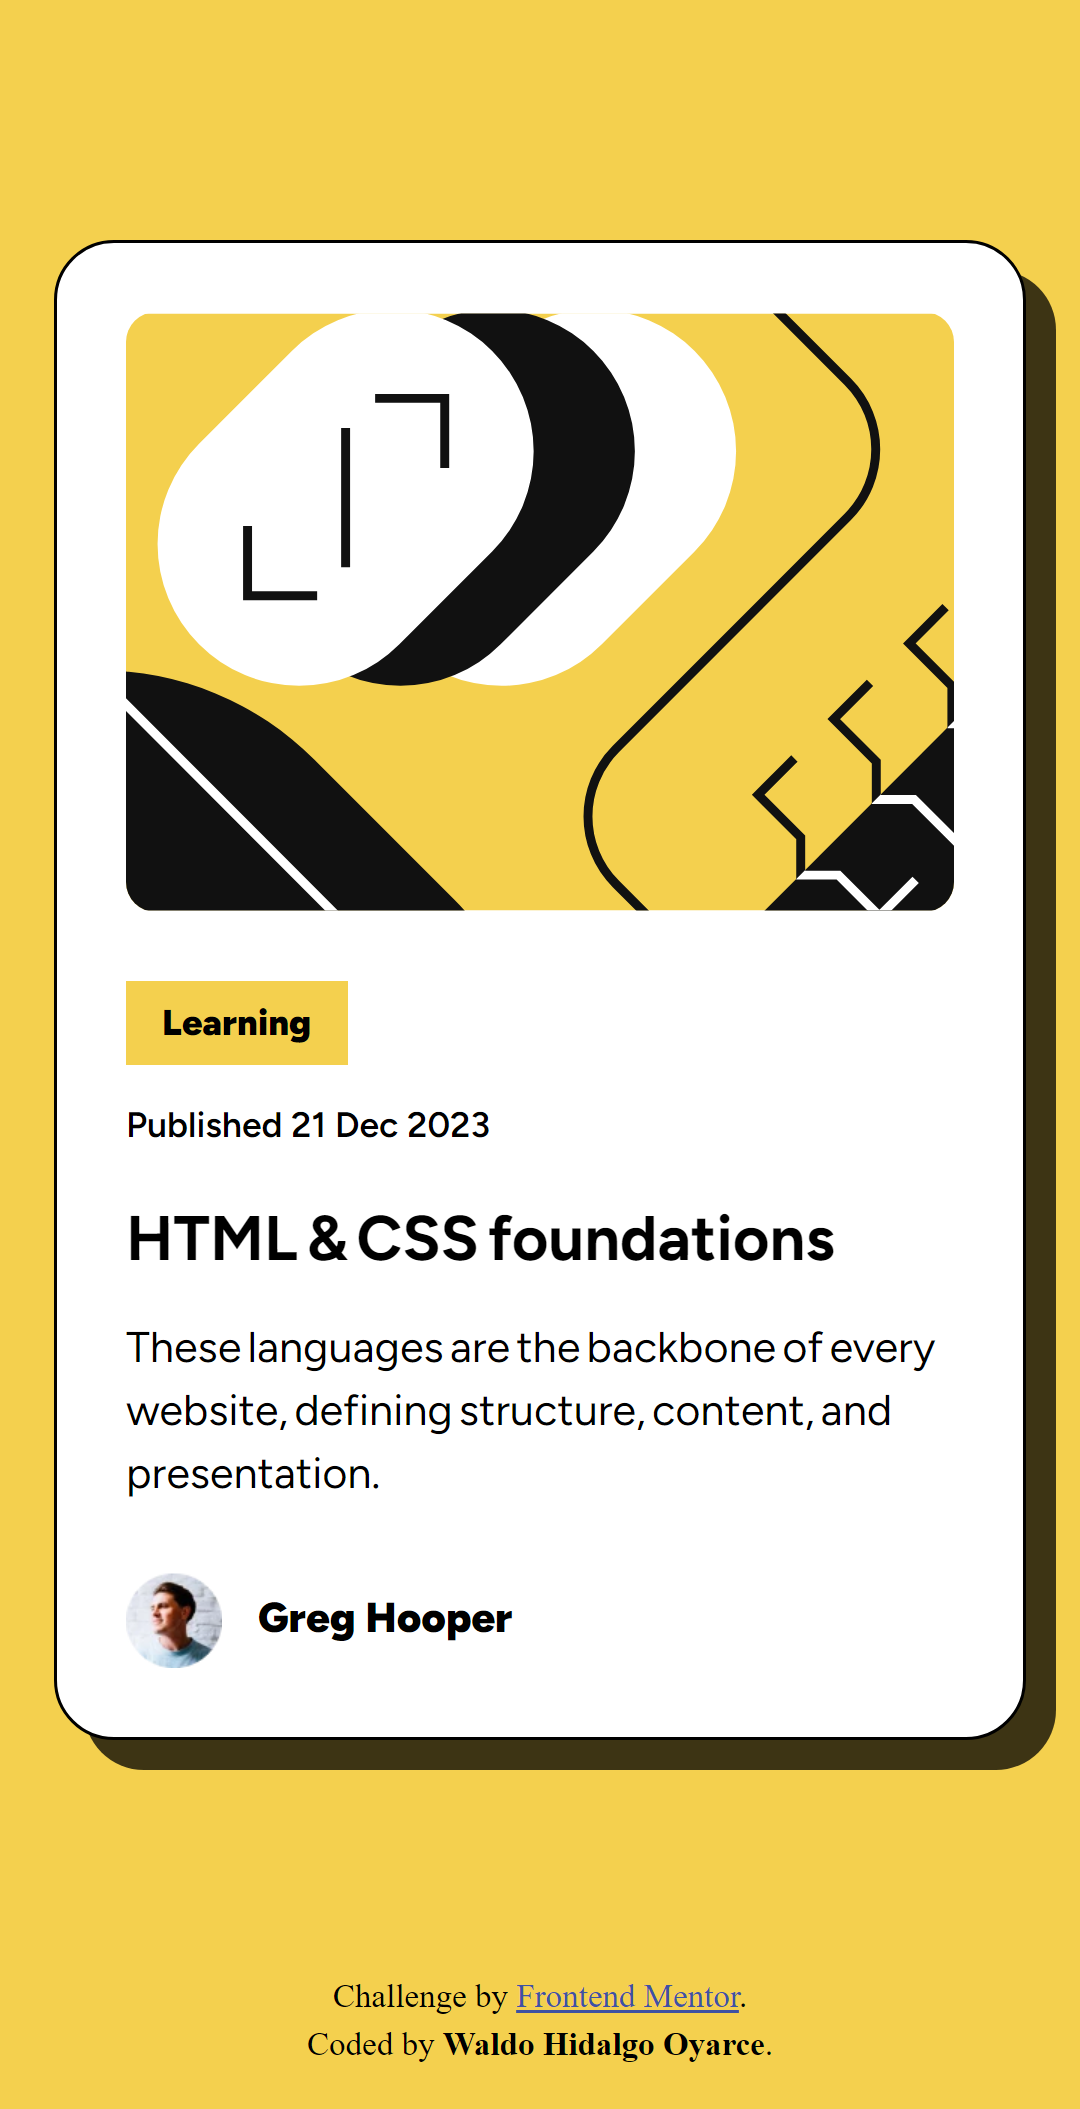 Learning
Published 21 Dec 2023
HTML & CSS foundations
These languages are the backbone of every
website, defining structure, content, and
presentation.
Greg Hooper
Challenge by Frontend Mentor.
Coded by Waldo Hidalgo Oyarce.